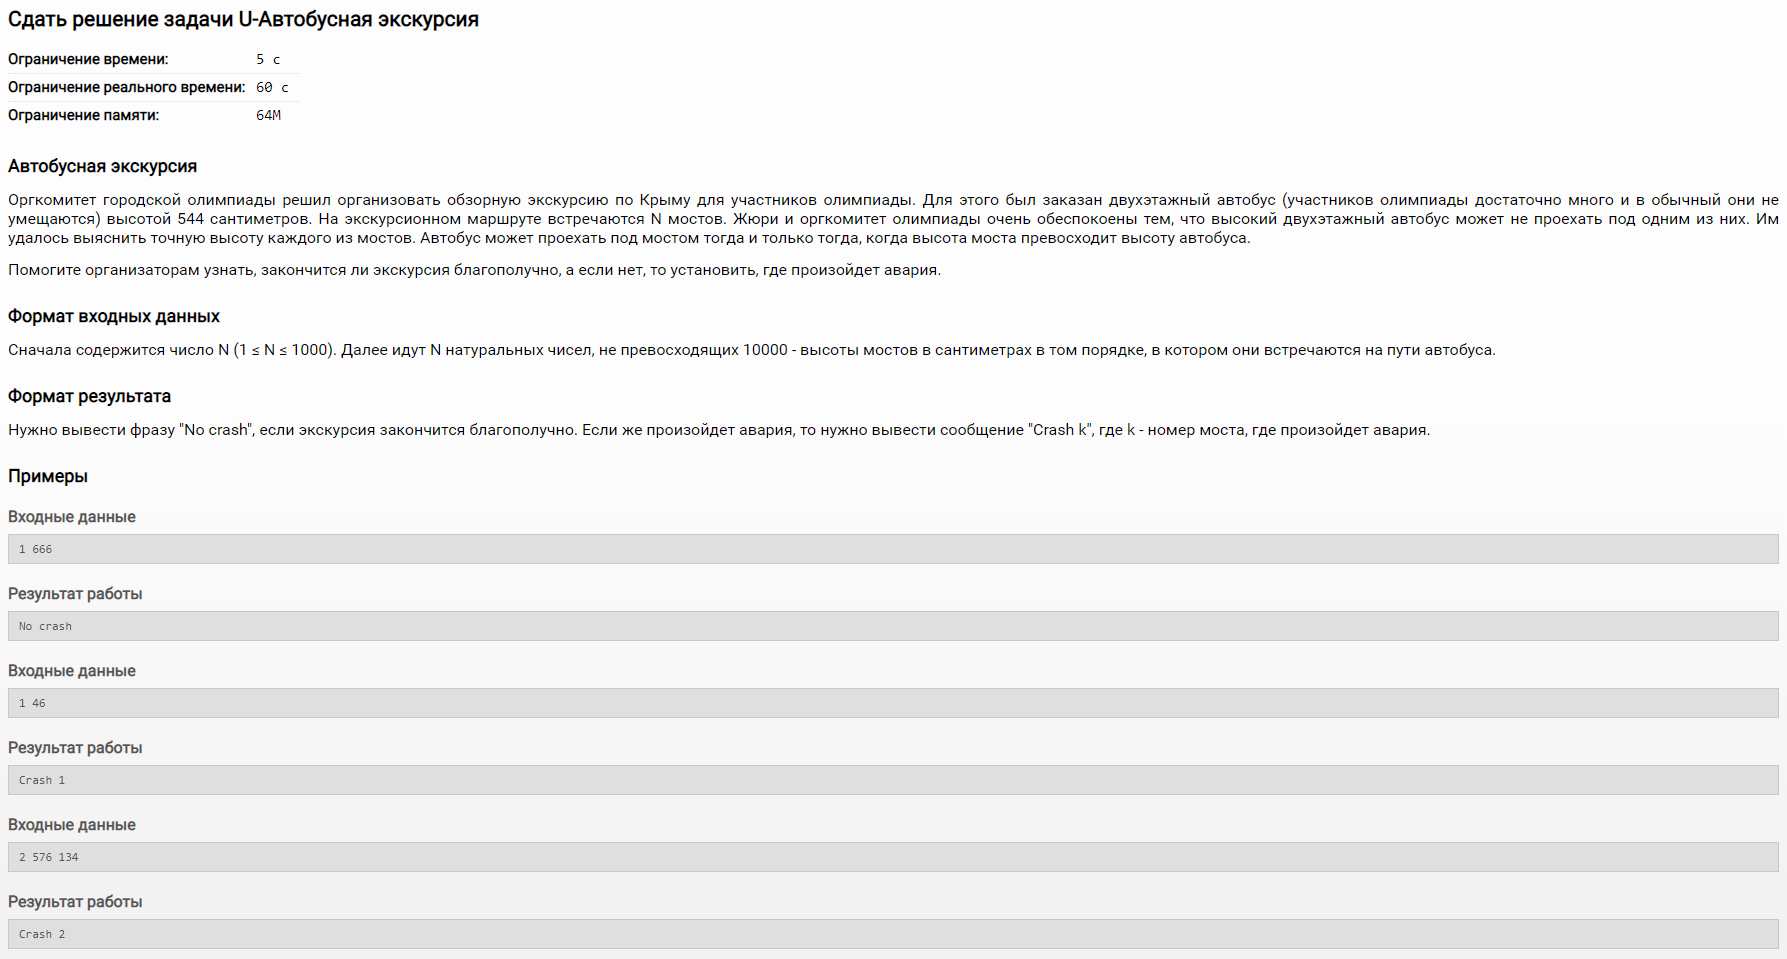 Сдать решение задачи U-Автобусная экскурсия
Ограничение времени: 5 с
Ограничение реального времени: 60 с
Ограничение памяти: 64M
Автобусная экскурсия
Оргкомитет городской олимпиады решил организовать обзорную экскурсию по Крыму для участников олимпиады. Для этого был заказан двухэтажный автобус (участников олимпиады достаточно много и в обычный они не
умещаются) высотой 544 сантиметров. На экскурсионном маршруте встречаются N мостов. Жюри и оргкомитет олимпиады очень обеспокоены тем, что высокий двухэтажный автобус может не проехать под одним из них. Им
удалось выяснить точную высоту каждого из мостов. Автобус может проехать под мостом тогда и только тогда, когда высота моста превосходит высоту автобуса.
Помогите организаторам узнать, закончится ли экскурсия благополучно, а если нет, то установить, где произойдет авария.
Формат входных данных
Сначала содержится число N (1 ≤ N ≤ 1000). Далее идут N натуральных чисел, не превосходящих 10000 - высоты мостов в сантиметрах в том порядке, в котором они встречаются на пути автобуса.
Формат результата
Нужно вывести фразу "No crash", если экскурсия закончится благополучно. Если же произойдет авария, то нужно вывести сообщение "Crash k", где k - номер моста, где произойдет авария.
Примеры
Входные данные
1 666
Результат работы
No crash
Входные данные
1 46
Результат работы
Crash 1
Входные данные
2 576 134
Результат работы
Crash 2